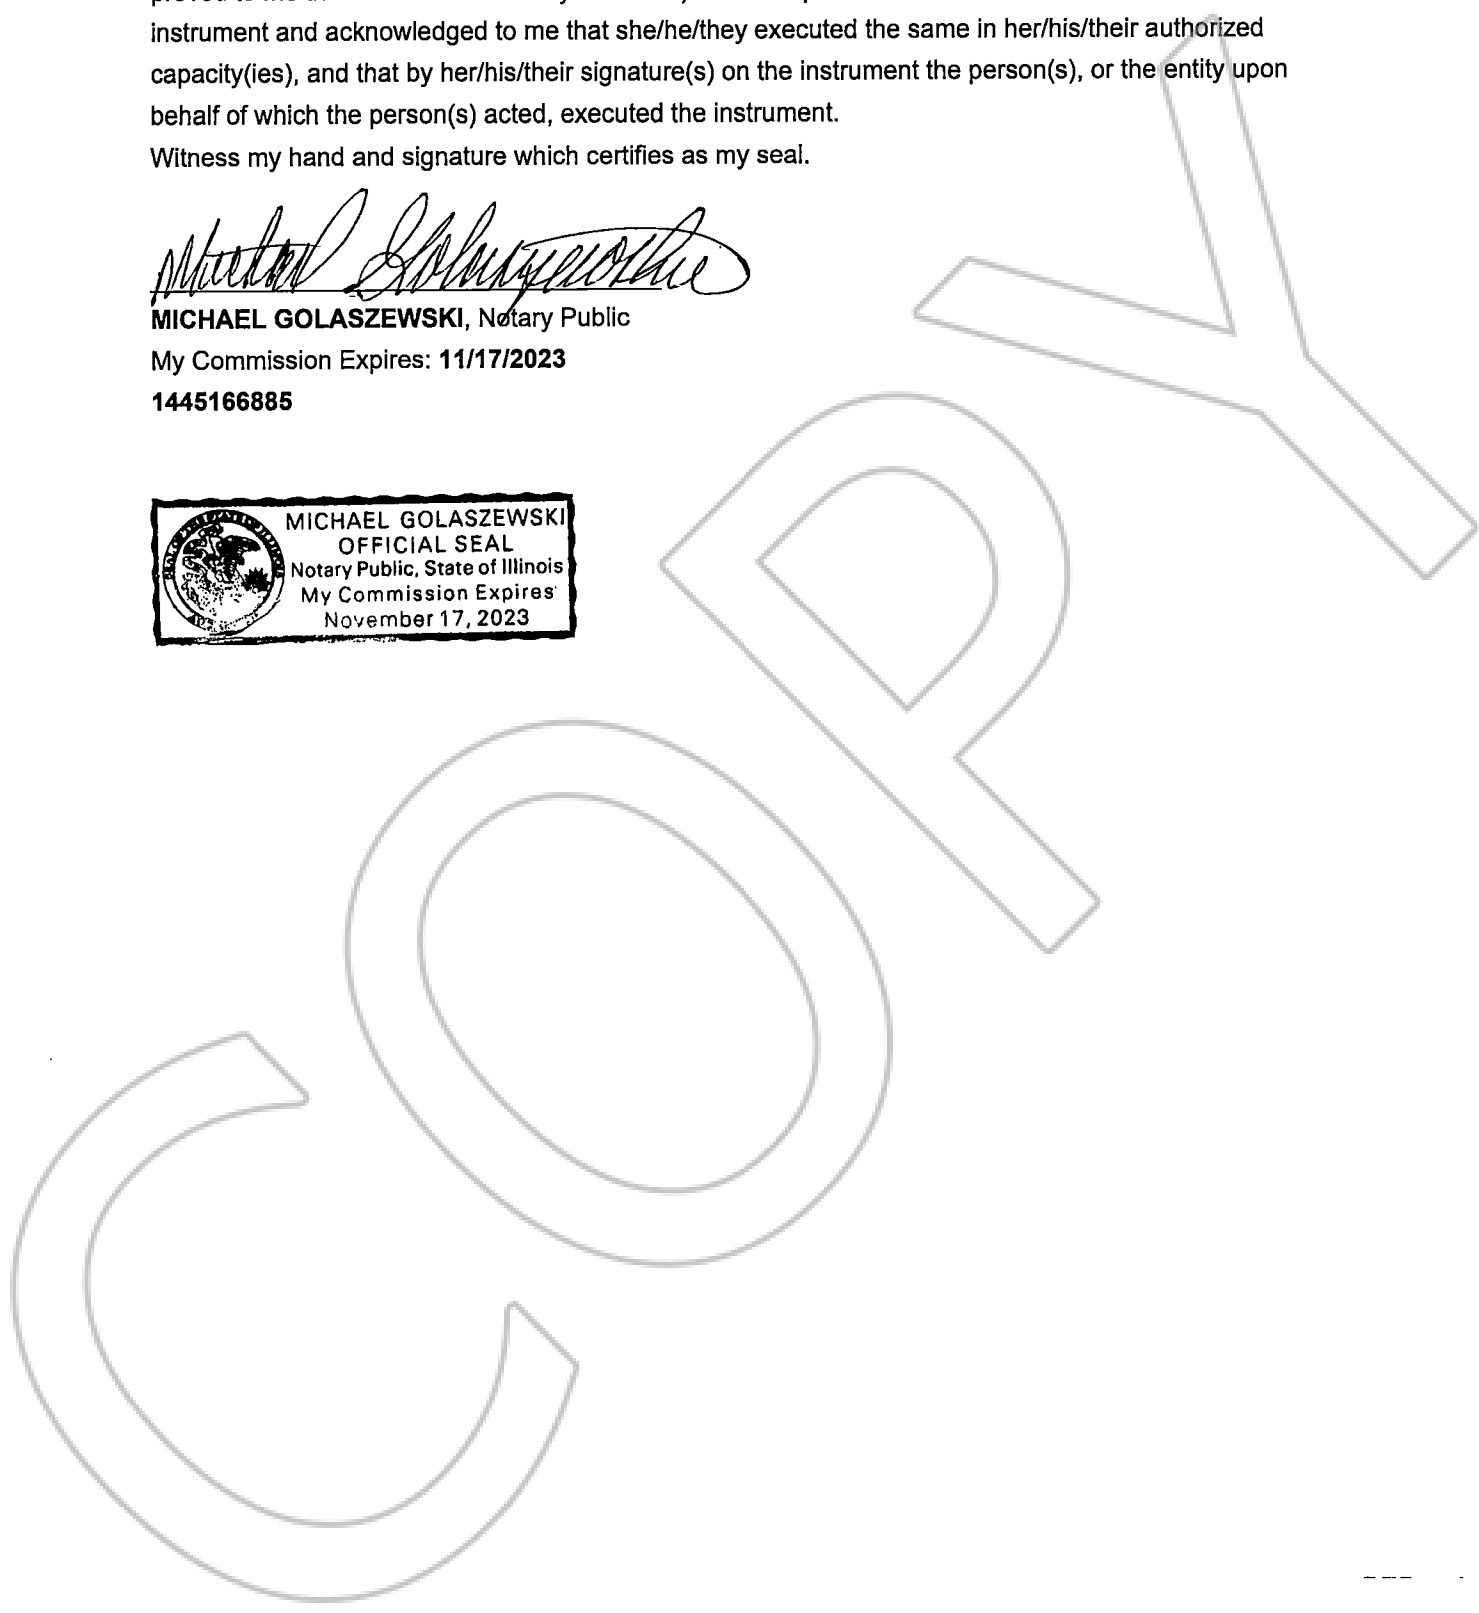 instrument and acknowledged to me that she/he/they executed the same in her/his/their authorized
capacity(ies), and that by her/his/their signature(s) on the instrument the person(s), or the entity upon
behalf of which the person(s) acted, executed the instrument.
Witness my hand and signature which certifies as my seal.
Michael Golaszewski
MICHAEL GOLASZEWSKI, Notary Public
My Commission Expires: 11/17/2023
1445166885
MICHAEL GOLASZEWSKI
OFFICIAL SEAL
Notary Public, State of Illinois
My Commission Expires
November 17, 2023
COPY